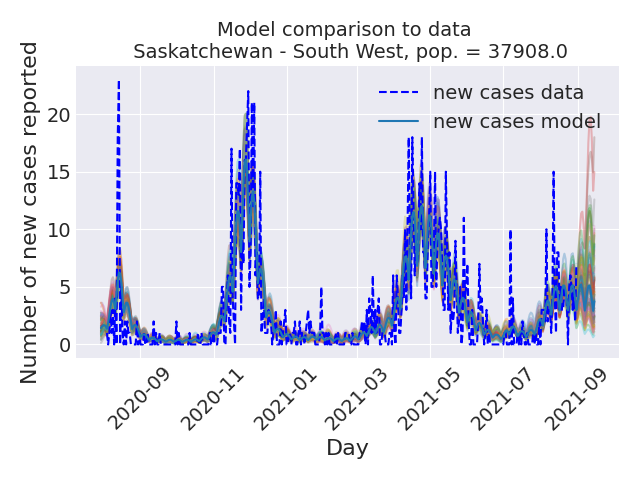 Model comparison to data
Saskatchewan - South West, pop. = 37908.0
Number of new cases reported
20
15
10
5
0
new cases data
new cases model
2020-09
2020-11
2021-01
2021-03
2021-05
2021-07
2021-09
Day